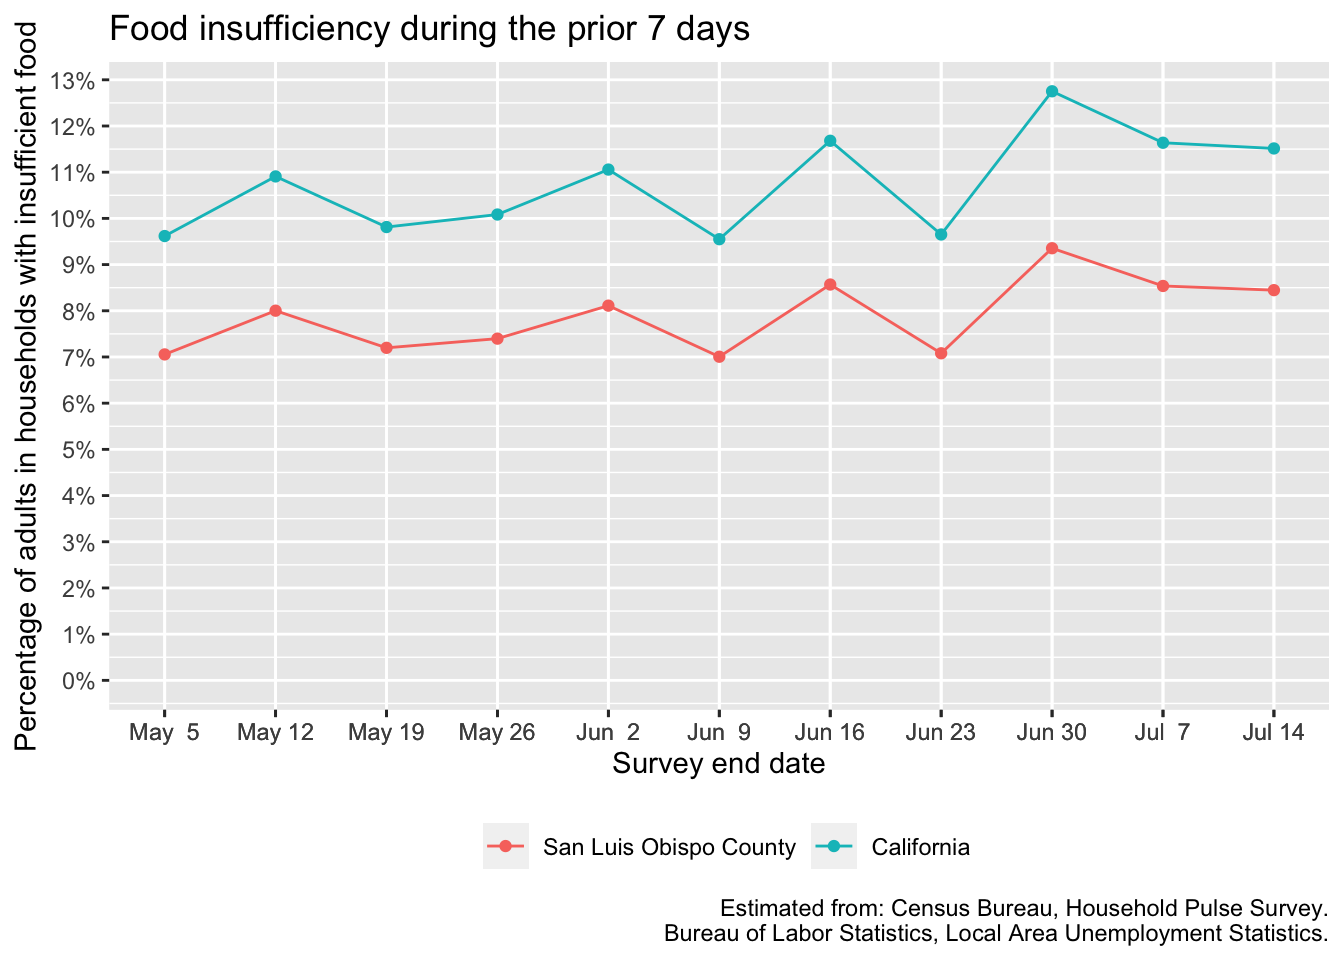 Food insufficiency during the prior 7 days
Percentage of adults in households with insufficient food
13%
12%
11%
10%
9%
8%
7%
6%
5%
4%
3%
2%
1%
0%
May 5 May 12 May 19 May 26 Jun 2 Jun 9 Jun 16 Jun 23 Jun 30 Jul 7 Jul 14
Survey end date
San Luis Obispo County California
Estimated from: Census Bureau, Household Pulse Survey.
Bureau of Labor Statistics, Local Area Unemployment Statistics.